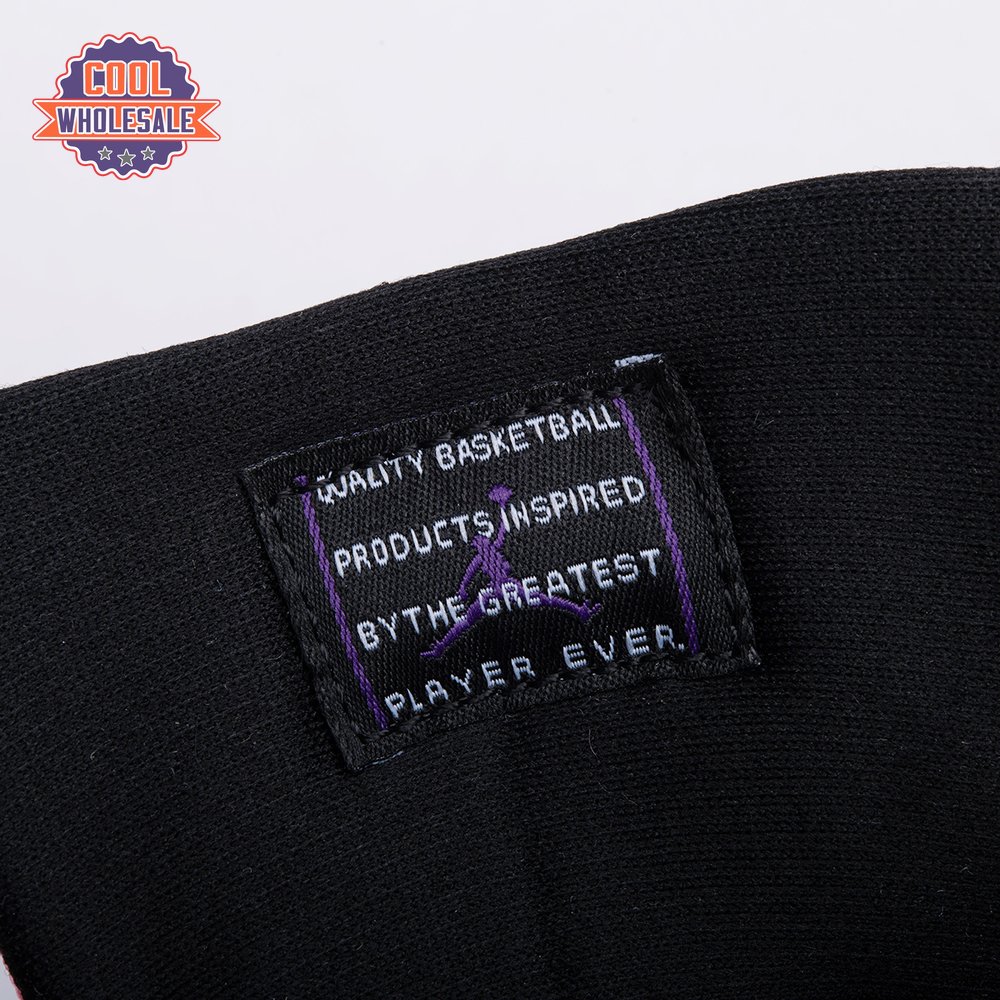 COOL
WHOLESALE
QUALITY BASKETBALL
PRODUCTS INSPIRED
BY THE GREATEST
PLAYER EVER.